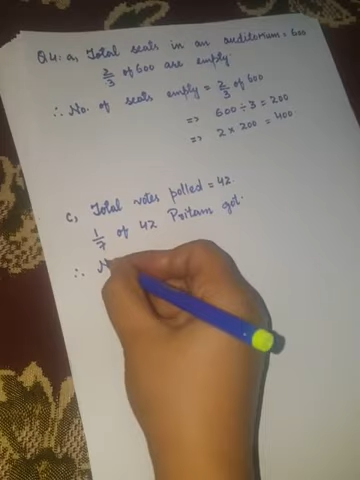 Q.4: a, Total seats in an auditorium = 600
2/3 of 600 are empty
∴ No. of seats empty = 2/3 of 600
=> 600 ÷ 3 = 200
=> 2 × 200 = 400
c, Total votes polled = 42.
1/7 of 42 Pritam got.
∴ N